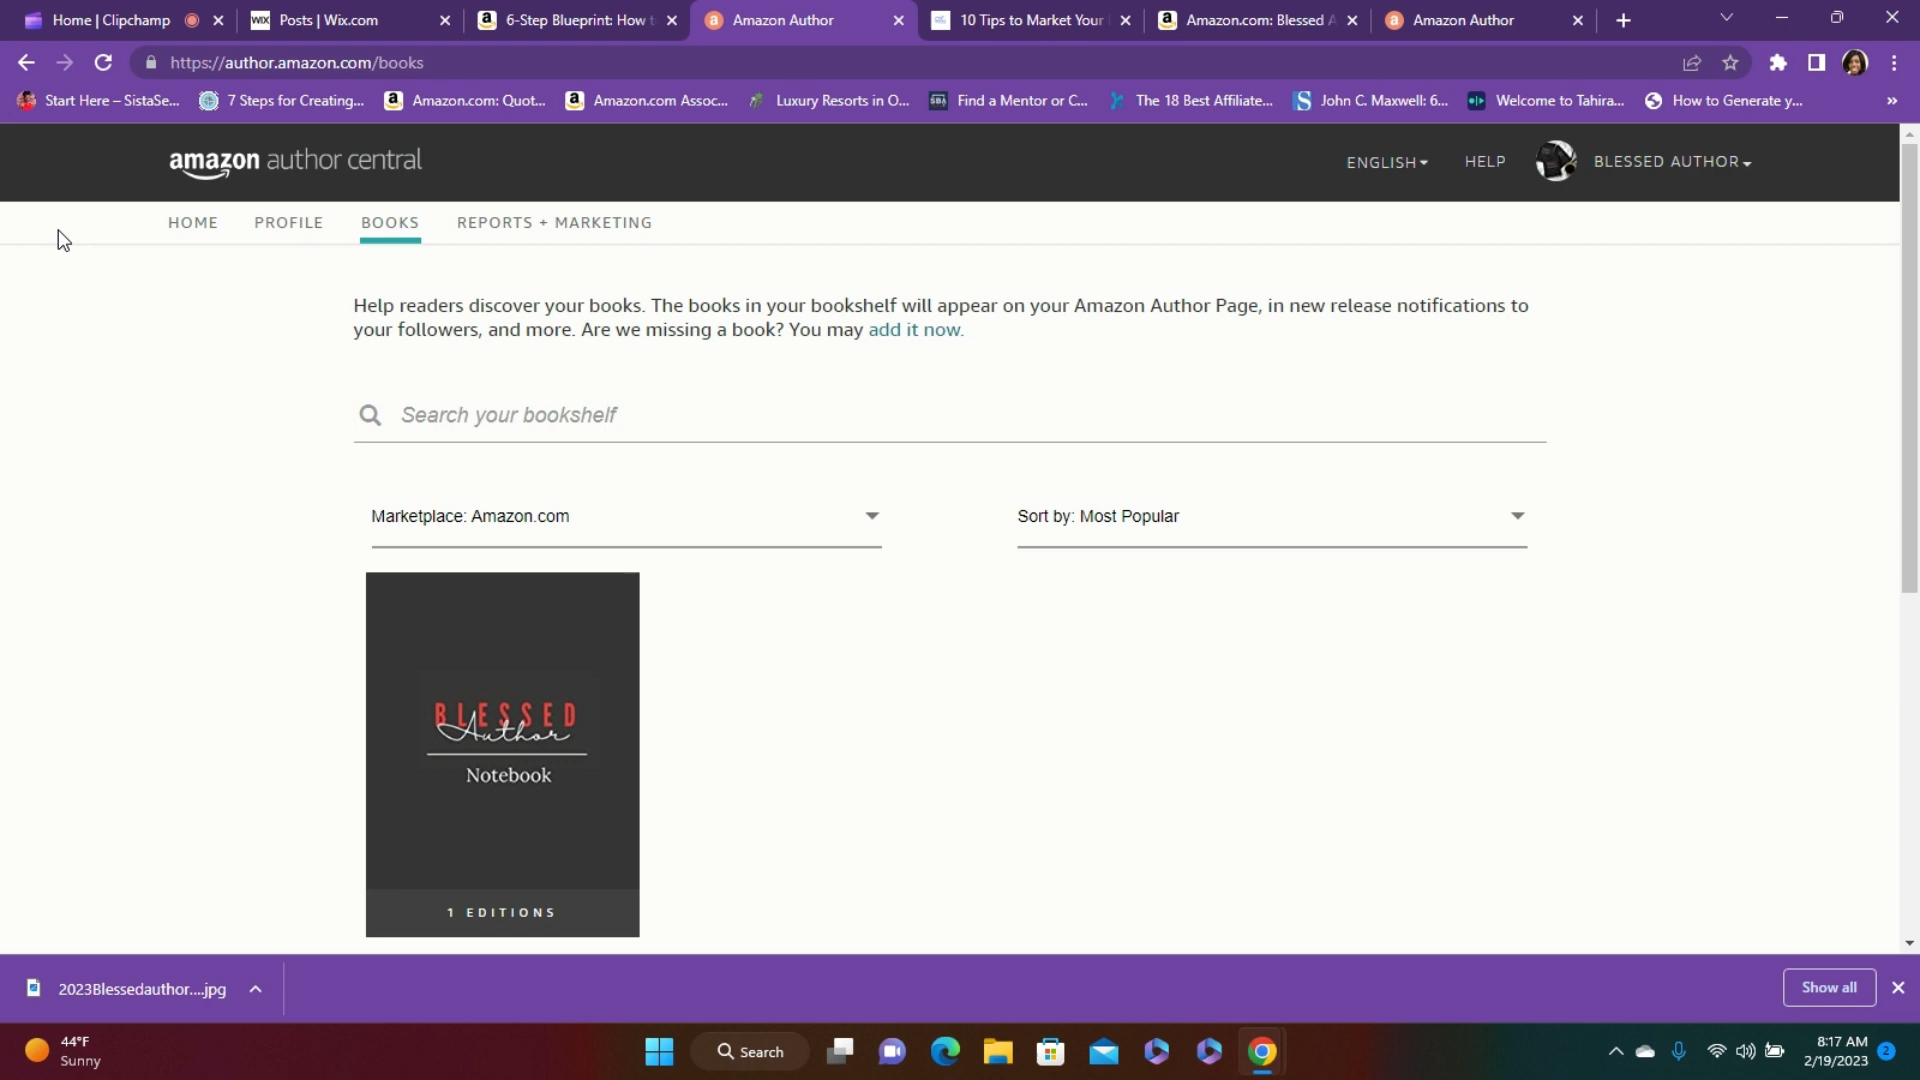 Home | Clipchamp
Posts | Wix.com
6-Step Blueprint: How t
Amazon Author
10 Tips to Market Your
Amazon.com: Blessed A
Amazon Author
https://author.amazon.com/books
Start Here – SistaSe...
7 Steps for Creating...
Amazon.com: Quot...
Amazon.com Assoc...
Luxury Resorts in O...
Find a Mentor or C...
The 18 Best Affiliate...
John C. Maxwell: 6...
Welcome to Tahira...
How to Generate y...
amazon author central
ENGLISH
HELP
BLESSED AUTHOR
HOME
PROFILE
BOOKS
REPORTS + MARKETING
Help readers discover your books. The books in your bookshelf will appear on your Amazon Author Page, in new release notifications to
your followers, and more. Are we missing a book? You may add it now.
Search your bookshelf
Marketplace: Amazon.com
Sort by: Most Popular
BLESSED
Author
Notebook
1 EDITIONS
2023Blessedauthor....jpg
Show all
44°F
Sunny
Search
8:17 AM
2/19/2023
2